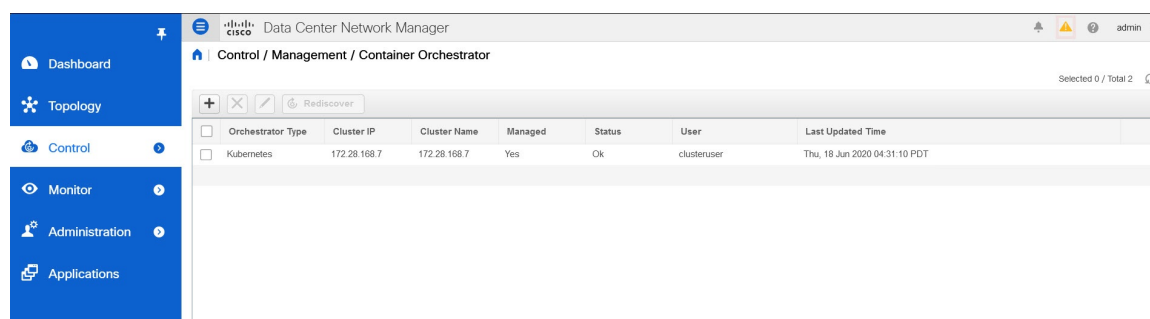 cisco Data Center Network Manager
admin
Control / Management / Container Orchestrator
Selected 0 / Total 2
Rediscover
Orchestrator Type Cluster IP Cluster Name Managed Status User Last Updated Time
Kubernetes 172.28.168.7 172.28.168.7 Yes Ok clusteruser Thu, 18 Jun 2020 04:31:10 PDT
Dashboard
Topology
Control
Monitor
Administration
Applications